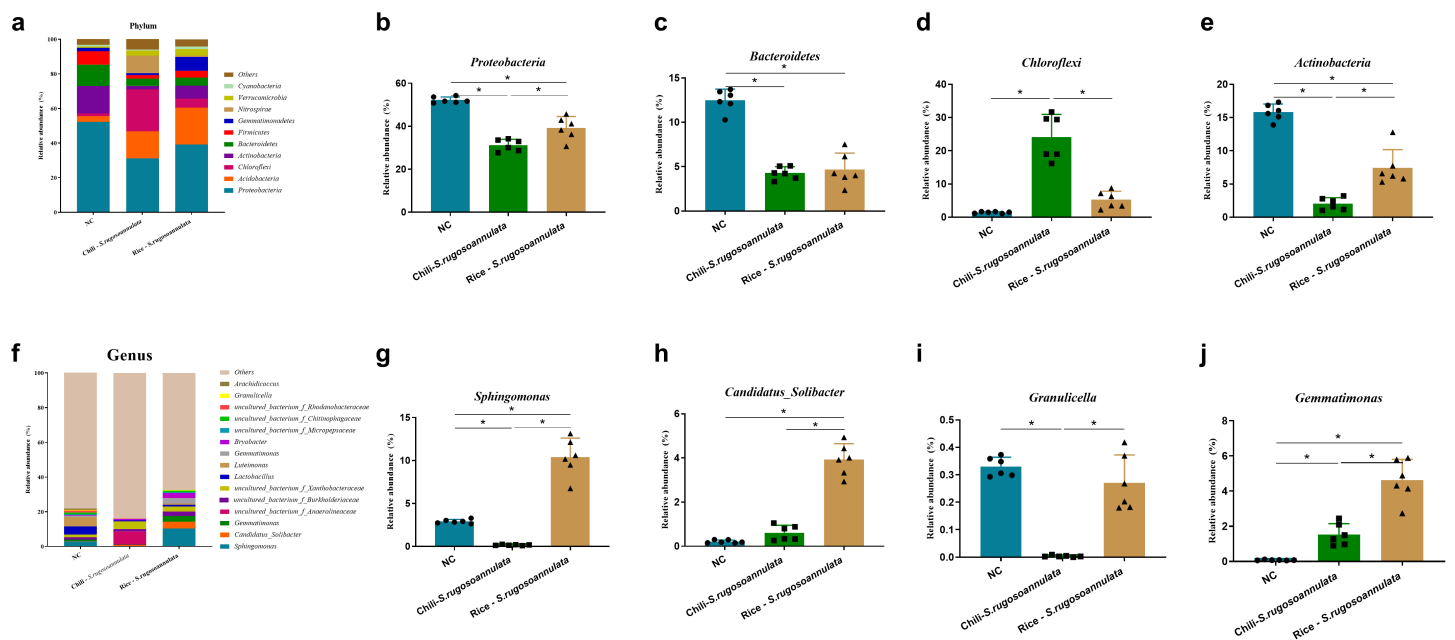 a
Phylum
Relative abundance (%)
100
80
60
40
20
0
NC
Chili - S.rugosoannulata
Rice - S.rugosoannulata
Others
Cyanobacteria
Verrucomicrobia
Nitrospirae
Gemmatimonadetes
Firmicutes
Bacteroidetes
Actinobacteria
Chloroflexi
Acidobacteria
Proteobacteria
b
Proteobacteria
Relative abundance (%)
60
40
20
0
*
*
*
NC
Chili-S.rugosoannulata
Rice - S.rugosoannulata
c
Bacteroidetes
Relative abundance (%)
15
10
5
0
*
*
NC
Chili-S.rugosoannulata
Rice - S.rugosoannulata
d
Chloroflexi
Relative abundance (%)
40
30
20
10
0
*
*
NC
Chili-S.rugosoannulata
Rice - S.rugosoannulata
e
Actinobacteria
Relative abundance (%)
20
15
10
5
0
*
*
*
NC
Chili-S.rugosoannulata
Rice - S.rugosoannulata
f
Genus
Relative abundance (%)
100
80
60
40
20
0
NC
Chili - S.rugosoannulata
Rice - S.rugosoannulata
Others
Arachidicoccus
Granulicella
uncultured_bacterium_f_Rhodanobacteraceae
uncultured_bacterium_f_Chitinophagaceae
uncultured_bacterium_f_Micropepsaceae
Bryobacter
Gemmatimonas
Luteimonas
Lactobacillus
uncultured_bacterium_f_Xanthobacteraceae
uncultured_bacterium_f_Burkholderiaceae
uncultured_bacterium_f_Anaerolineaceae
Gemmatimonas
Candidatus_Solibacter
Sphingomonas
g
Sphingomonas
Relative abundance (%)
15
10
5
0
*
*
*
NC
Chili-S.rugosoannulata
Rice - S.rugosoannulata
h
Candidatus_Solibacter
Relative abundance (%)
6
4
2
0
*
*
NC
Chili-S.rugosoannulata
Rice - S.rugosoannulata
i
Granulicella
Relative abundance (%)
0.5
0.4
0.3
0.2
0.1
0.0
*
*
NC
Chili-S.rugosoannulata
Rice - S.rugosoannulata
j
Gemmatimonas
Relative abundance (%)
8
6
4
2
0
*
*
*
NC
Chili-S.rugosoannulata
Rice - S.rugosoannulata